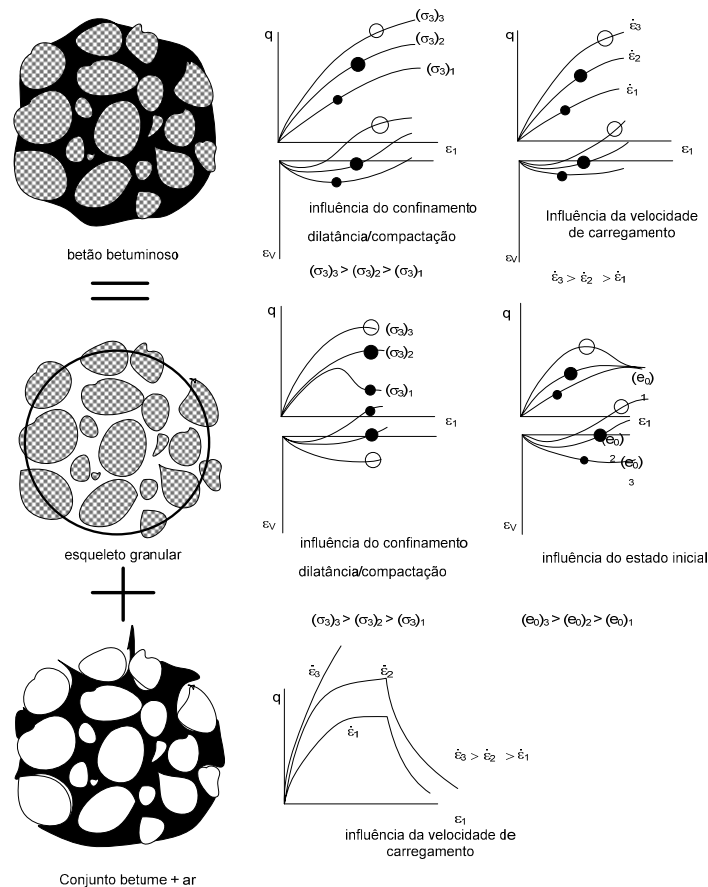 q
(σ3)3
(σ3)2
(σ3)1
ε1
εV
influência do confinamento
dilatância/compactação
(σ3)3 > (σ3)2 > (σ3)1
q
ε̇3
ε̇2
ε̇1
ε1
εV
Influência da velocidade
de carregamento
ε̇3 > ε̇2 > ε̇1
betão betuminoso
q
(σ3)3
(σ3)2
(σ3)1
ε1
εV
influência do confinamento
dilatância/compactação
(σ3)3 > (σ3)2 > (σ3)1
q
(e0)
1
ε1
(e0)
2
(e0)
3
εV
influência do estado inicial
(e0)3 > (e0)2 > (e0)1
esqueleto granular
q
ε̇3
ε̇2
ε̇1
ε̇3 > ε̇2 > ε̇1
ε1
influência da velocidade de
carregamento
Conjunto betume + ar